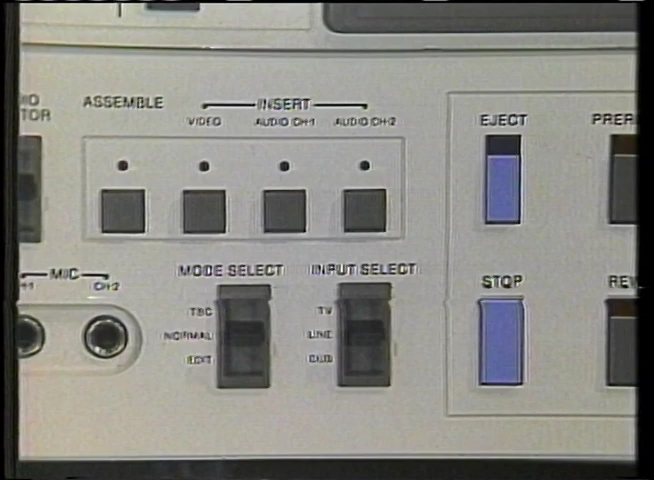 ASSEMBLE
INSERT
VIDEO
AUDIO CH-1
AUDIO CH-2
EJECT
MIC
CH-2
MODE SELECT
TBC
NORMAL
EDIT
INPUT SELECT
TV
LINE
DUB
STOP